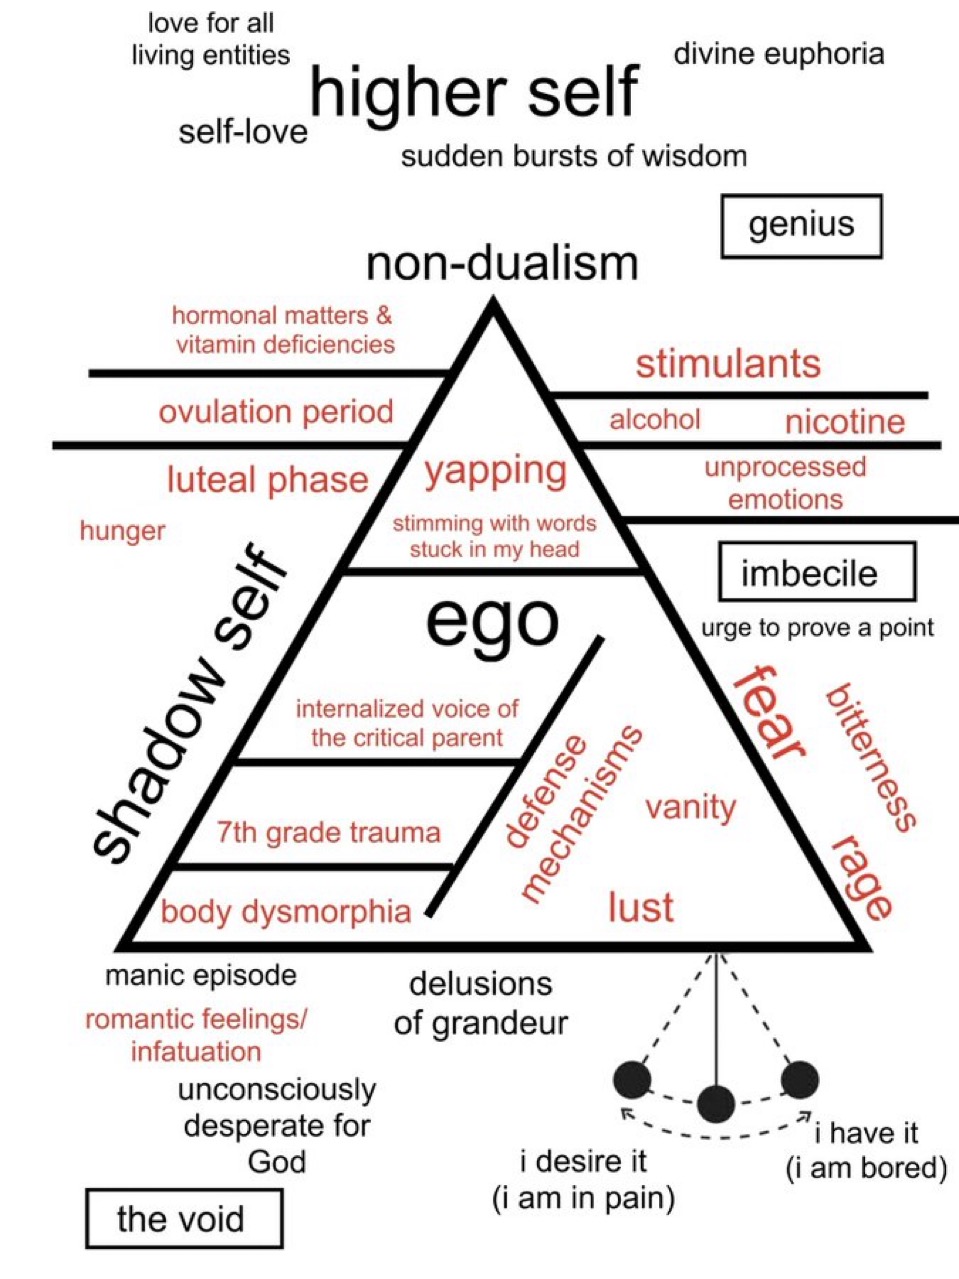 love for all
living entities
divine euphoria
higher self
self-love
sudden bursts of wisdom
genius
non-dualism
hormonal matters &
vitamin deficiencies
stimulants
ovulation period
alcohol
nicotine
luteal phase
yapping
unprocessed
emotions
hunger
stimming with words
stuck in my head
imbecile
shadow self
ego
urge to prove a point
internalized voice of
the critical parent
fear
bitterness
defense
mechanisms
vanity
7th grade trauma
rage
body dysmorphia
lust
manic episode
delusions
of grandeur
romantic feelings/
infatuation
unconsciously
desperate for
God
i desire it
(i am in pain)
i have it
(i am bored)
the void